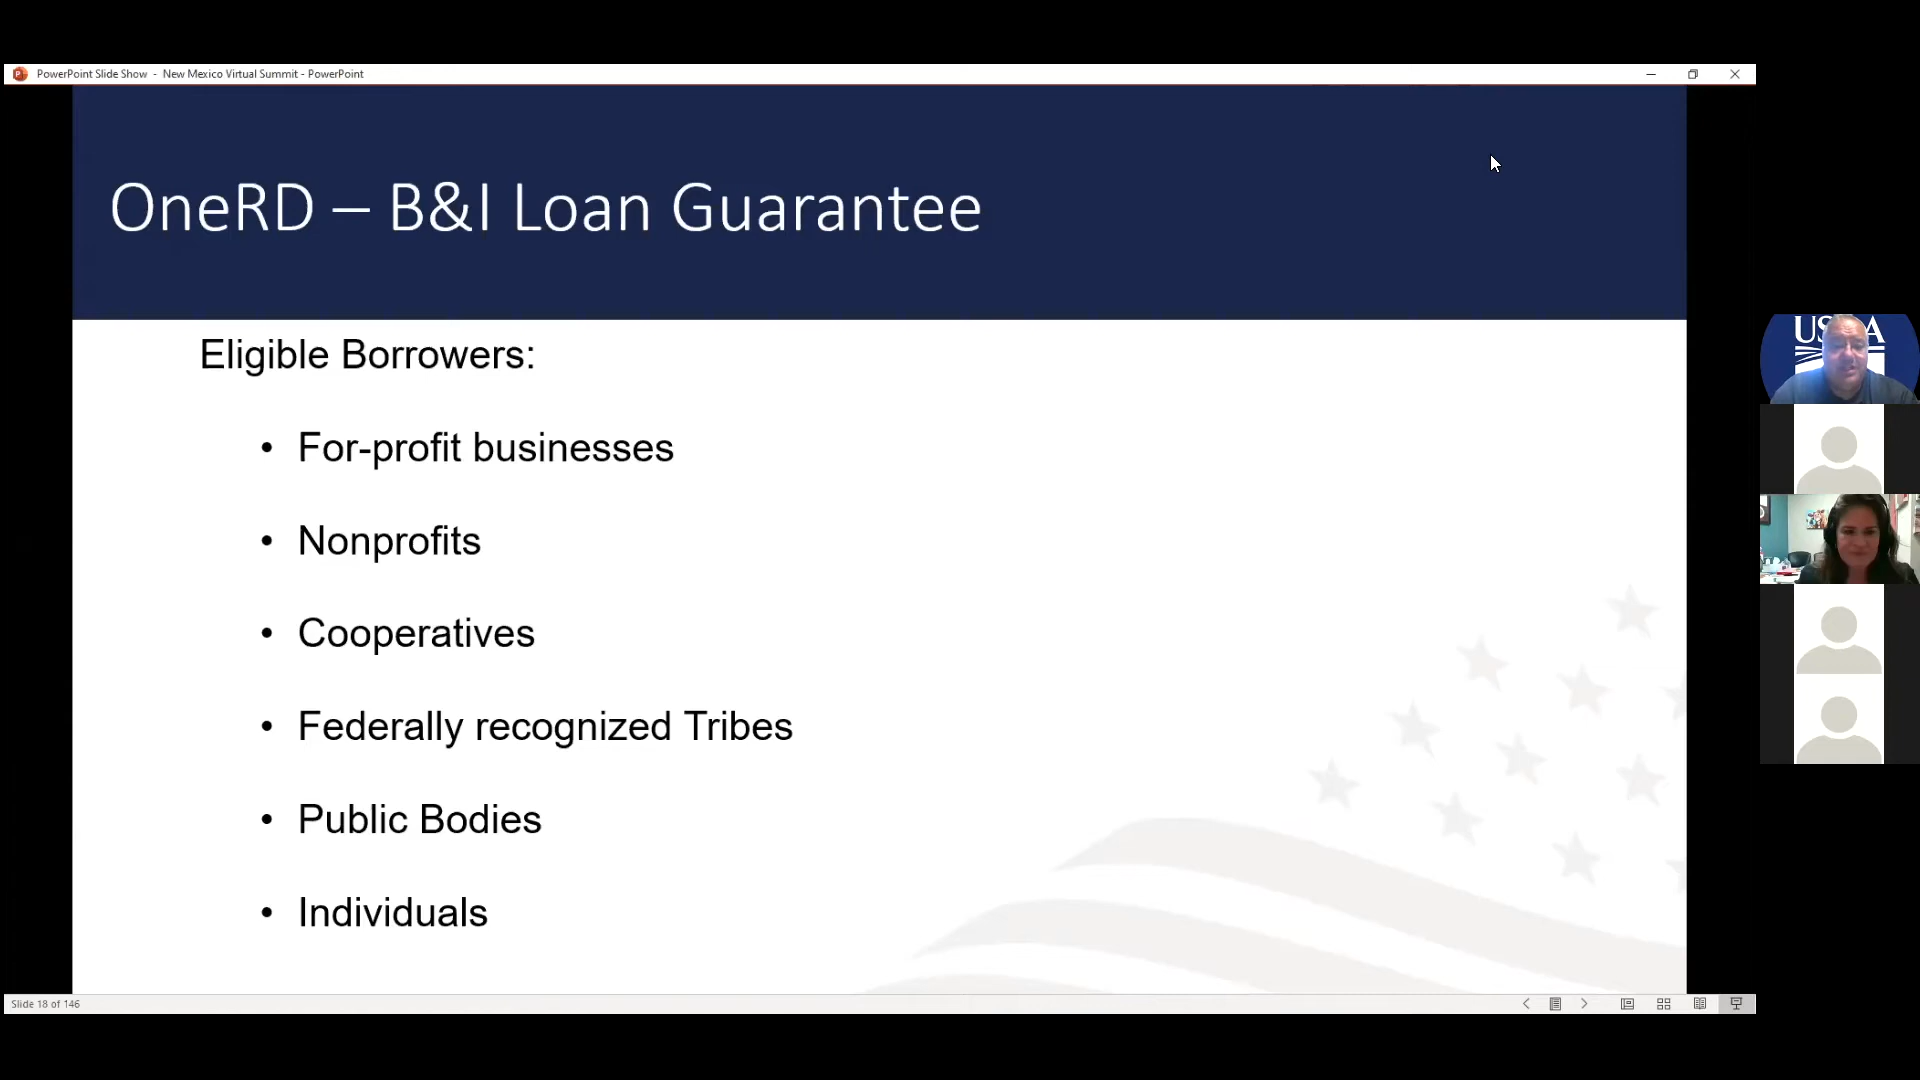 PowerPoint Slide Show - New Mexico Virtual Summit - PowerPoint
OneRD – B&I Loan Guarantee
Eligible Borrowers:
• For-profit businesses
• Nonprofits
• Cooperatives
• Federally recognized Tribes
• Public Bodies
• Individuals
Slide 18 of 146